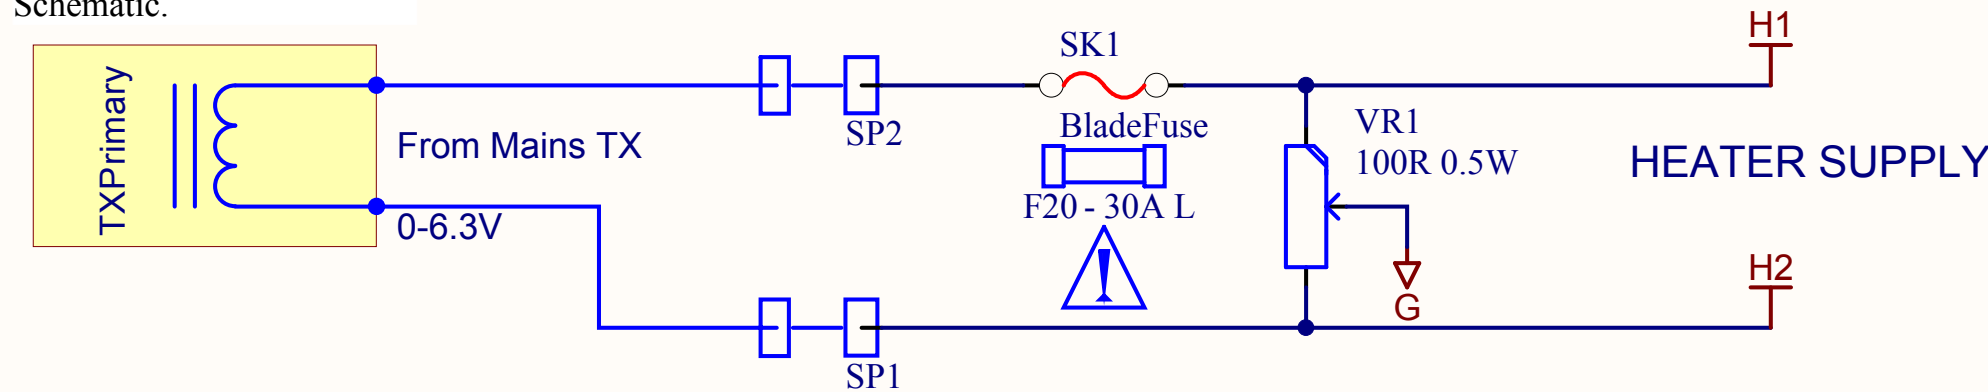 Schematic.
TXPrimary
From Mains TX
0-6.3V
SP2
SP1
SK1
BladeFuse
F20 - 30A L
VR1
100R 0.5W
G
H1
HEATER SUPPLY
H2